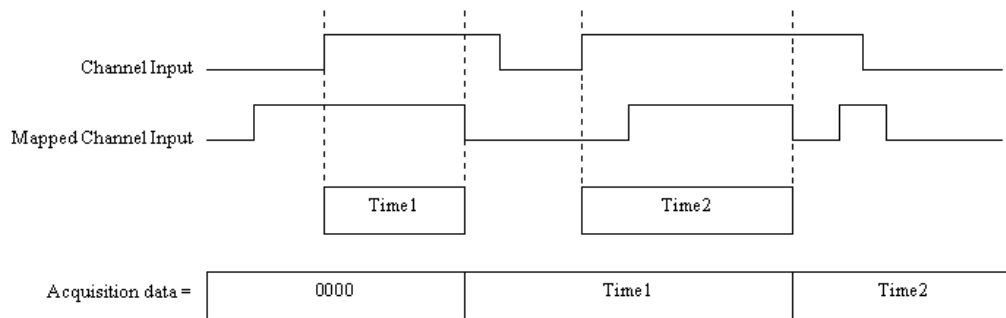 Channel Input
Mapped Channel Input
Time1 Time2
Acquisition data = 0000 Time1 Time2